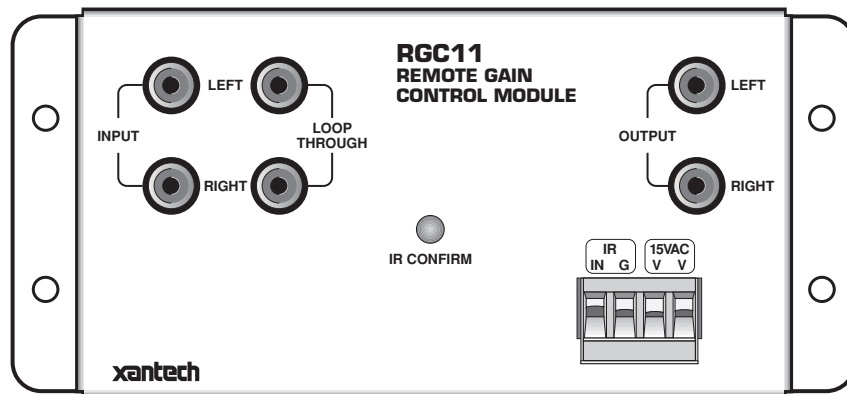 RGC11
REMOTE GAIN
CONTROL MODULE
LEFT
INPUT
LOOP
THROUGH
RIGHT
LEFT
OUTPUT
RIGHT
IR CONFIRM
IR
IN G
15VAC
V V
xantech